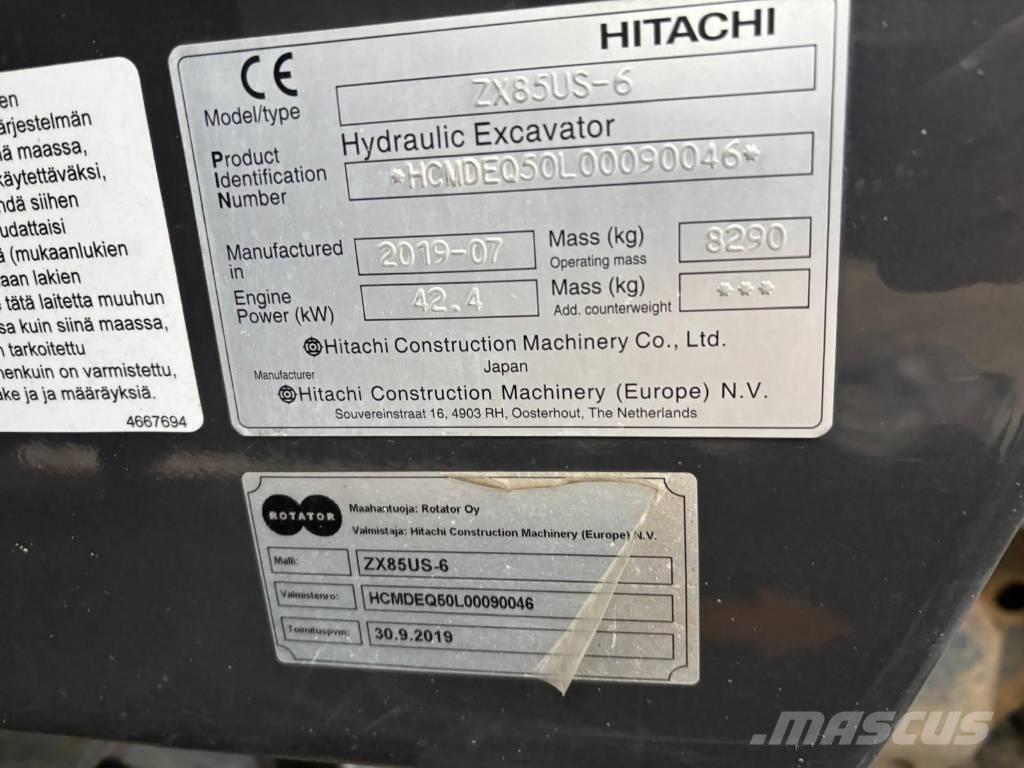 en
ärjestelmän
nä maassa,
käytettäväksi,
hdä siihen
udattaisi
ä (mukaanlukien
aan lakien
tätä laitetta muuhun
sa kuin siinä maassa,
n tarkoitettu
nenkuin on varmistettu,
ake ja ja määräyksiä.
4667694
HITACHI
CE
Model/type ZX85US-6
Hydraulic Excavator
Product
Identification
Number
*HCMDEQ50L00090046*
Manufactured
in
2019-07
Mass (kg)
Operating mass
8290
Engine
Power (kW)
42.4
Mass (kg)
Add. counterweight
***
Hitachi Construction Machinery Co., Ltd.
Japan
Manufacturer
Hitachi Construction Machinery (Europe) N.V.
Souvereinstraat 16, 4903 RH, Oosterhout, The Netherlands
ROTATOR
Maahantuoja: Rotator Oy
Valmistaja: Hitachi Construction Machinery (Europe) N.V.
Malli: ZX85US-6
Valmistenro: HCMDEQ50L00090046
Toimituspvm: 30.9.2019
MASCUS